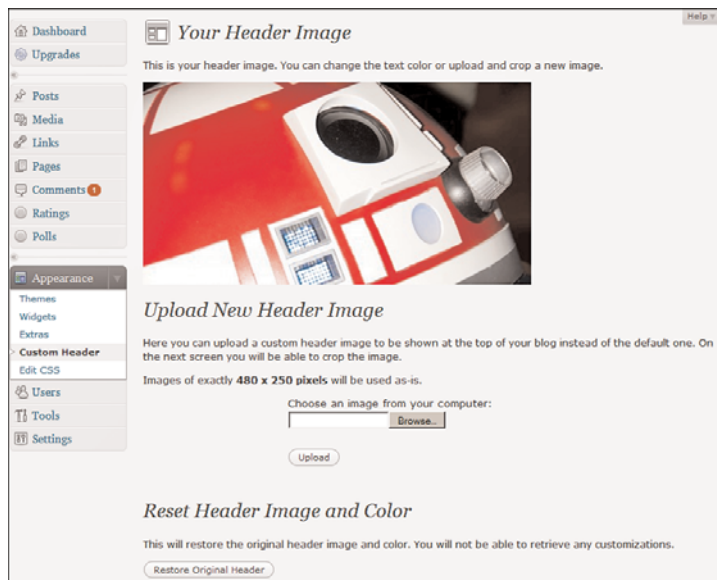 Help
Dashboard
Upgrades
Posts
Media
Links
Pages
Comments 1
Ratings
Polls
Appearance
Themes
Widgets
Extras
Custom Header
Edit CSS
Users
Tools
Settings
Your Header Image
This is your header image. You can change the text color or upload and crop a new image.
Upload New Header Image
Here you can upload a custom header image to be shown at the top of your blog instead of the default one. On
the next screen you will be able to crop the image.
Images of exactly 480 x 250 pixels will be used as-is.
Choose an image from your computer:
Browse...
Upload
Reset Header Image and Color
This will restore the original header image and color. You will not be able to retrieve any customizations.
Restore Original Header